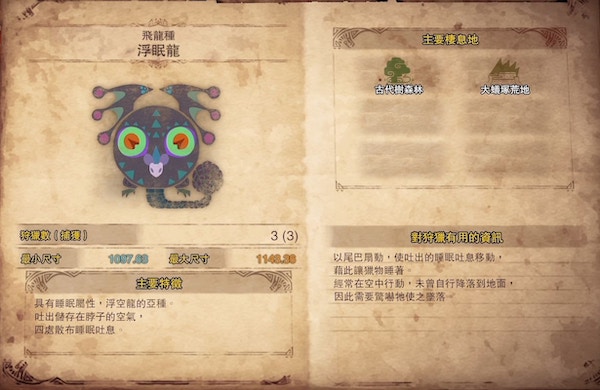 飛龍種
浮眠龍
狩獵數(捕獲) 3 (3)
最小尺寸 1097.68 最大尺寸 1148.38
主要特徵
具有睡眠屬性，浮空龍的亞種。
吐出儲存在脖子的空氣，
四處散布睡眠吐息。
主要棲息地
古代樹森林 大蟻塚荒地
對狩獵有用的資訊
以尾巴扇動，使吐出的睡眠吐息移動，
藉此讓獵物睡著。
經常在空中行動，未曾自行降落到地面，
因此需要驚嚇牠使之墜落。